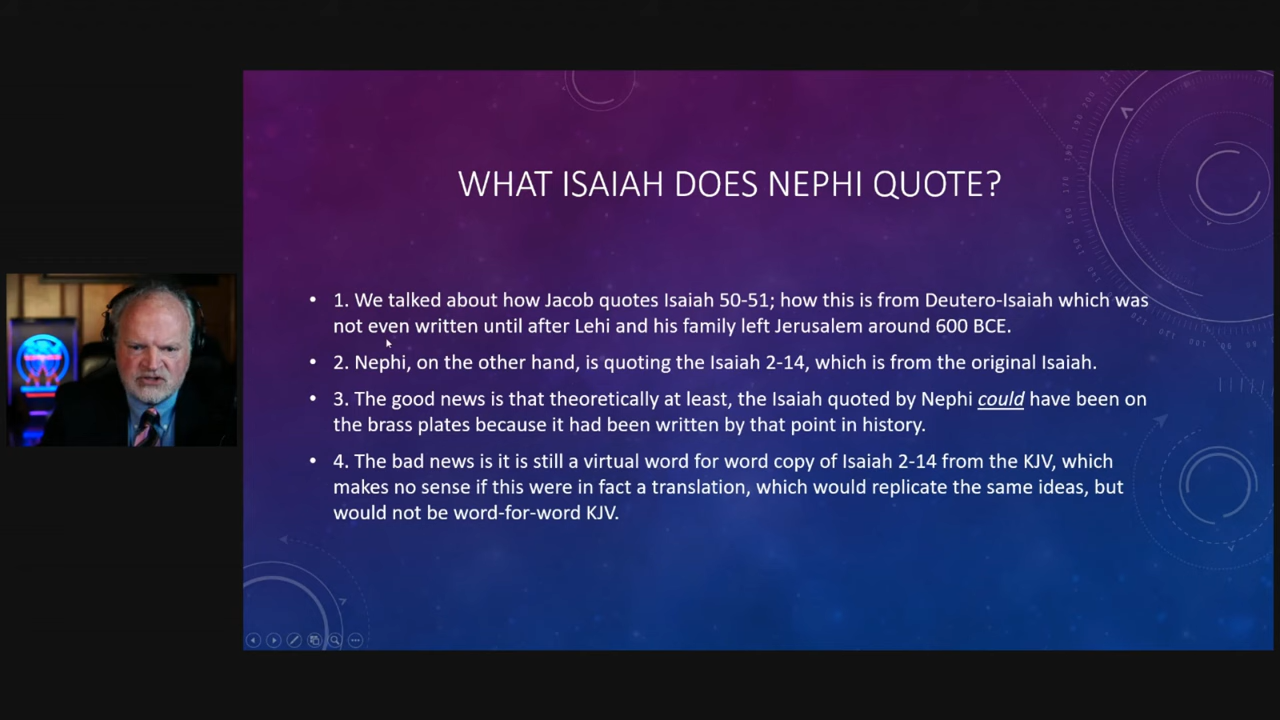 WHAT ISAIAH DOES NEPHI QUOTE?
• 1. We talked about how Jacob quotes Isaiah 50-51; how this is from Deutero-Isaiah which was
not even written until after Lehi and his family left Jerusalem around 600 BCE.
• 2. Nephi, on the other hand, is quoting the Isaiah 2-14, which is from the original Isaiah.
• 3. The good news is that theoretically at least, the Isaiah quoted by Nephi could have been on
the brass plates because it had been written by that point in history.
• 4. The bad news is it is still a virtual word for word copy of Isaiah 2-14 from the KJV, which
makes no sense if this were in fact a translation, which would replicate the same ideas, but
would not be word-for-word KJV.